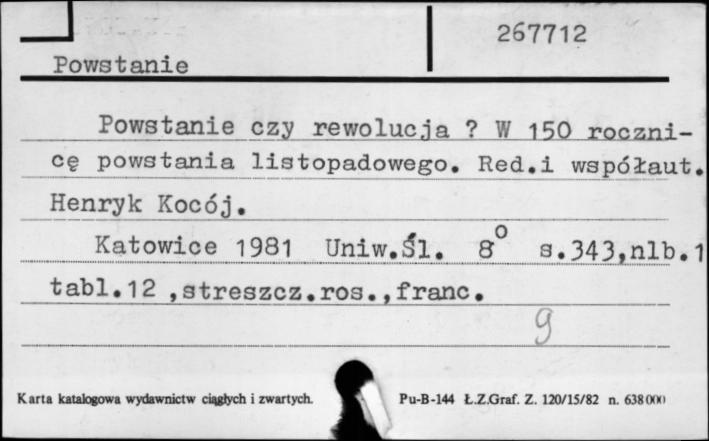 267712
Powstanie
Powstanie czy rewolucja ? W 150 roczni-
cę powstania listopadowego. Red.i współaut.
Henryk Kocój.
Katowice 1981 Uniw.Śl. 8° s.343,nlb.1
tabl.12 ,streszcz.ros.,franc.
9
Karta katalogowa wydawnictw ciągłych i zwartych. Pu-B-144 Ł.Z.Graf. Z. 120/15/82 n. 638000